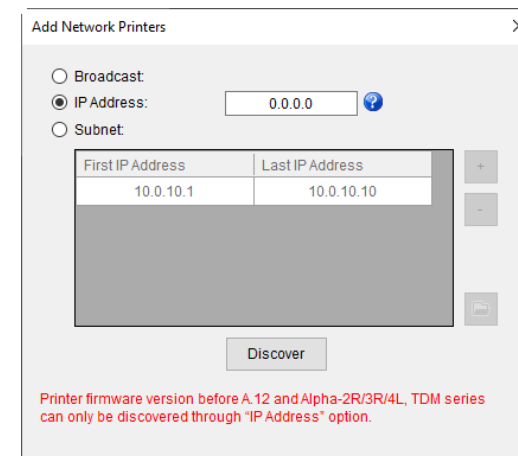 Add Network Printers
Broadcast:
IP Address:
0.0.0.0
?
Subnet:
First IP Address
Last IP Address
+
10.0.10.1
10.0.10.10
-
Discover
Printer firmware version before A.12 and Alpha-2R/3R/4L, TDM series
can only be discovered through "IP Address" option.